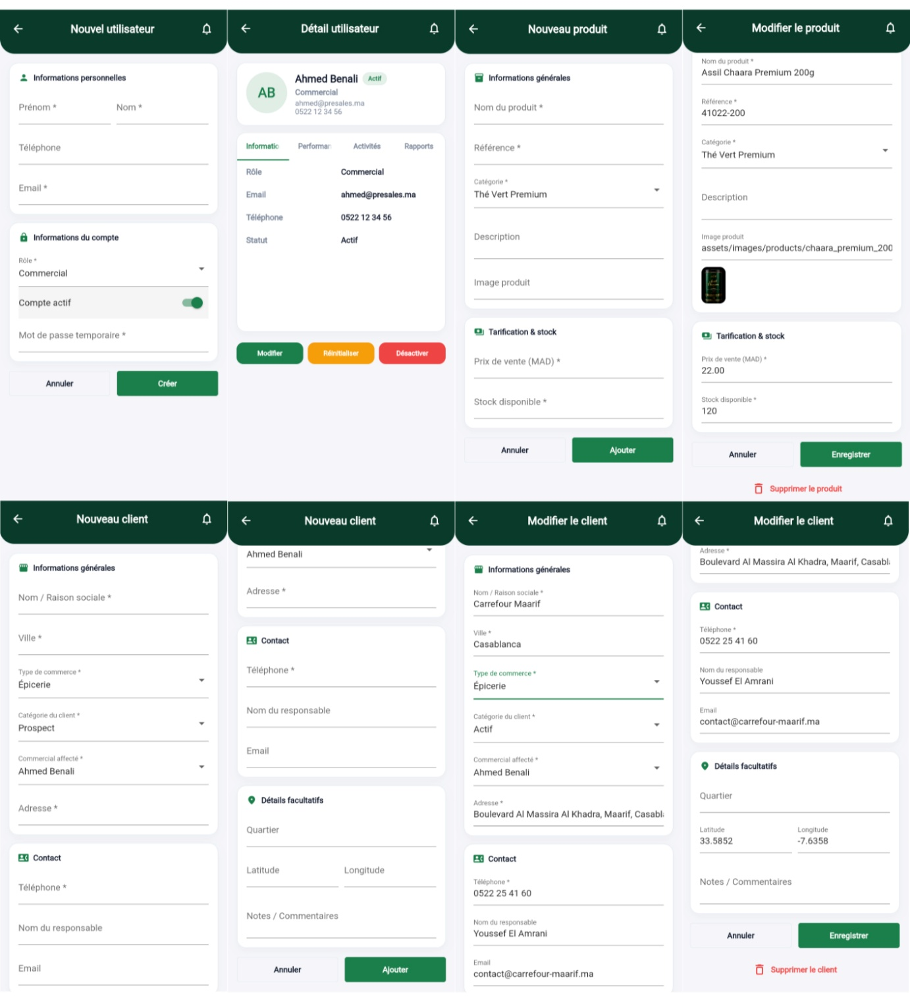 Nouvel utilisateur
Informations personnelles
Prénom *
Nom *
Téléphone
Email *
Informations du compte
Rôle *
Commercial
Compte actif
Mot de passe temporaire *
Annuler
Créer
Détail utilisateur
AB
Ahmed Benali
Actif
Commercial
ahmed@presales.ma
0522 12 34 56
Informatic
Performan
Activités
Rapports
Rôle
Commercial
Email
ahmed@presales.ma
Téléphone
0522 12 34 56
Statut
Actif
Modifier
Réinitialiser
Désactiver
Nouveau produit
Informations générales
Nom du produit *
Référence *
Catégorie *
Thé Vert Premium
Description
Image produit
Tarification & stock
Prix de vente (MAD) *
Stock disponible *
Annuler
Ajouter
Modifier le produit
Nom du produit *
Assil Chaara Premium 200g
Référence *
41022-200
Catégorie *
Thé Vert Premium
Description
Image produit
assets/images/products/chaara_premium_200
Tarification & stock
Prix de vente (MAD) *
22.00
Stock disponible *
120
Annuler
Enregistrer
Supprimer le produit
Nouveau client
Informations générales
Nom / Raison sociale *
Ville *
Type de commerce *
Épicerie
Catégorie du client *
Prospect
Commercial affecté *
Ahmed Benali
Adresse *
Contact
Téléphone *
Nom du responsable
Email
Nouveau client
Ahmed Benali
Adresse *
Contact
Téléphone *
Nom du responsable
Email
Détails facultatifs
Quartier
Latitude
Longitude
Notes / Commentaires
Annuler
Ajouter
Modifier le client
Informations générales
Nom / Raison sociale *
Carrefour Maarif
Ville *
Casablanca
Type de commerce *
Épicerie
Catégorie du client *
Actif
Commercial affecté *
Ahmed Benali
Adresse *
Boulevard Al Massira Al Khadra, Maarif, Casabl
Contact
Téléphone *
0522 25 41 60
Nom du responsable
Youssef El Amrani
Email
contact@carrefour-maarif.ma
Modifier le client
Adresse *
Boulevard Al Massira Al Khadra, Maarif, Casabl
Contact
Téléphone *
0522 25 41 60
Nom du responsable
Youssef El Amrani
Email
contact@carrefour-maarif.ma
Détails facultatifs
Quartier
Latitude
33.5852
Longitude
-7.6358
Notes / Commentaires
Annuler
Enregistrer
Supprimer le client